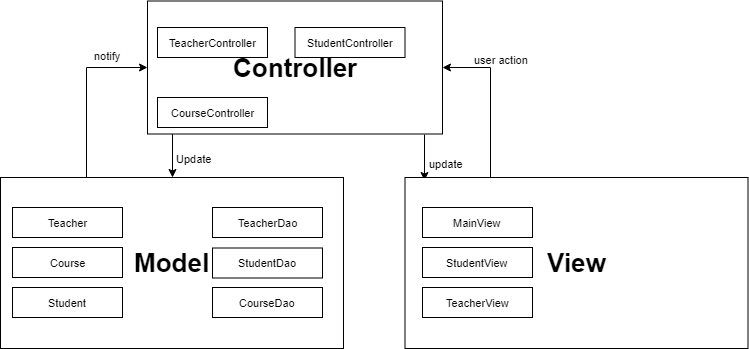 TeacherController
StudentController
notify
Controller
user action
CourseController
Update
update
Teacher
TeacherDao
MainView
Course
Model
StudentDao
StudentView
View
Student
CourseDao
TeacherView